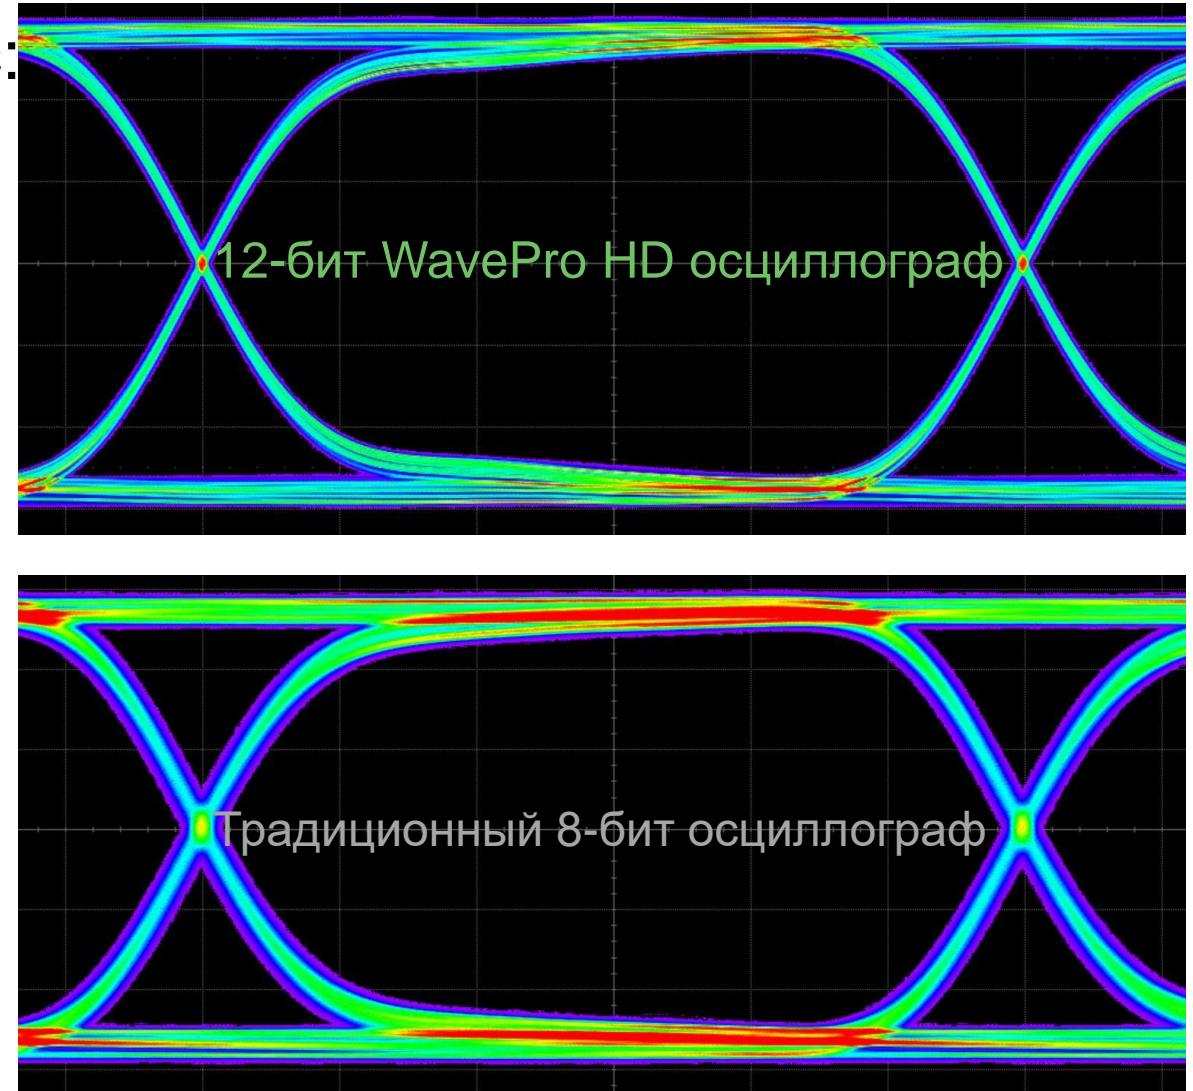 12-бит WavePro HD осциллограф
Традиционный 8-бит осциллограф